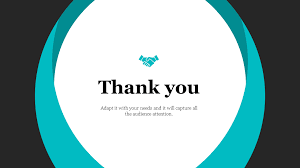 Thank you
Adapt it with your needs and it will capture all
the audience attention.